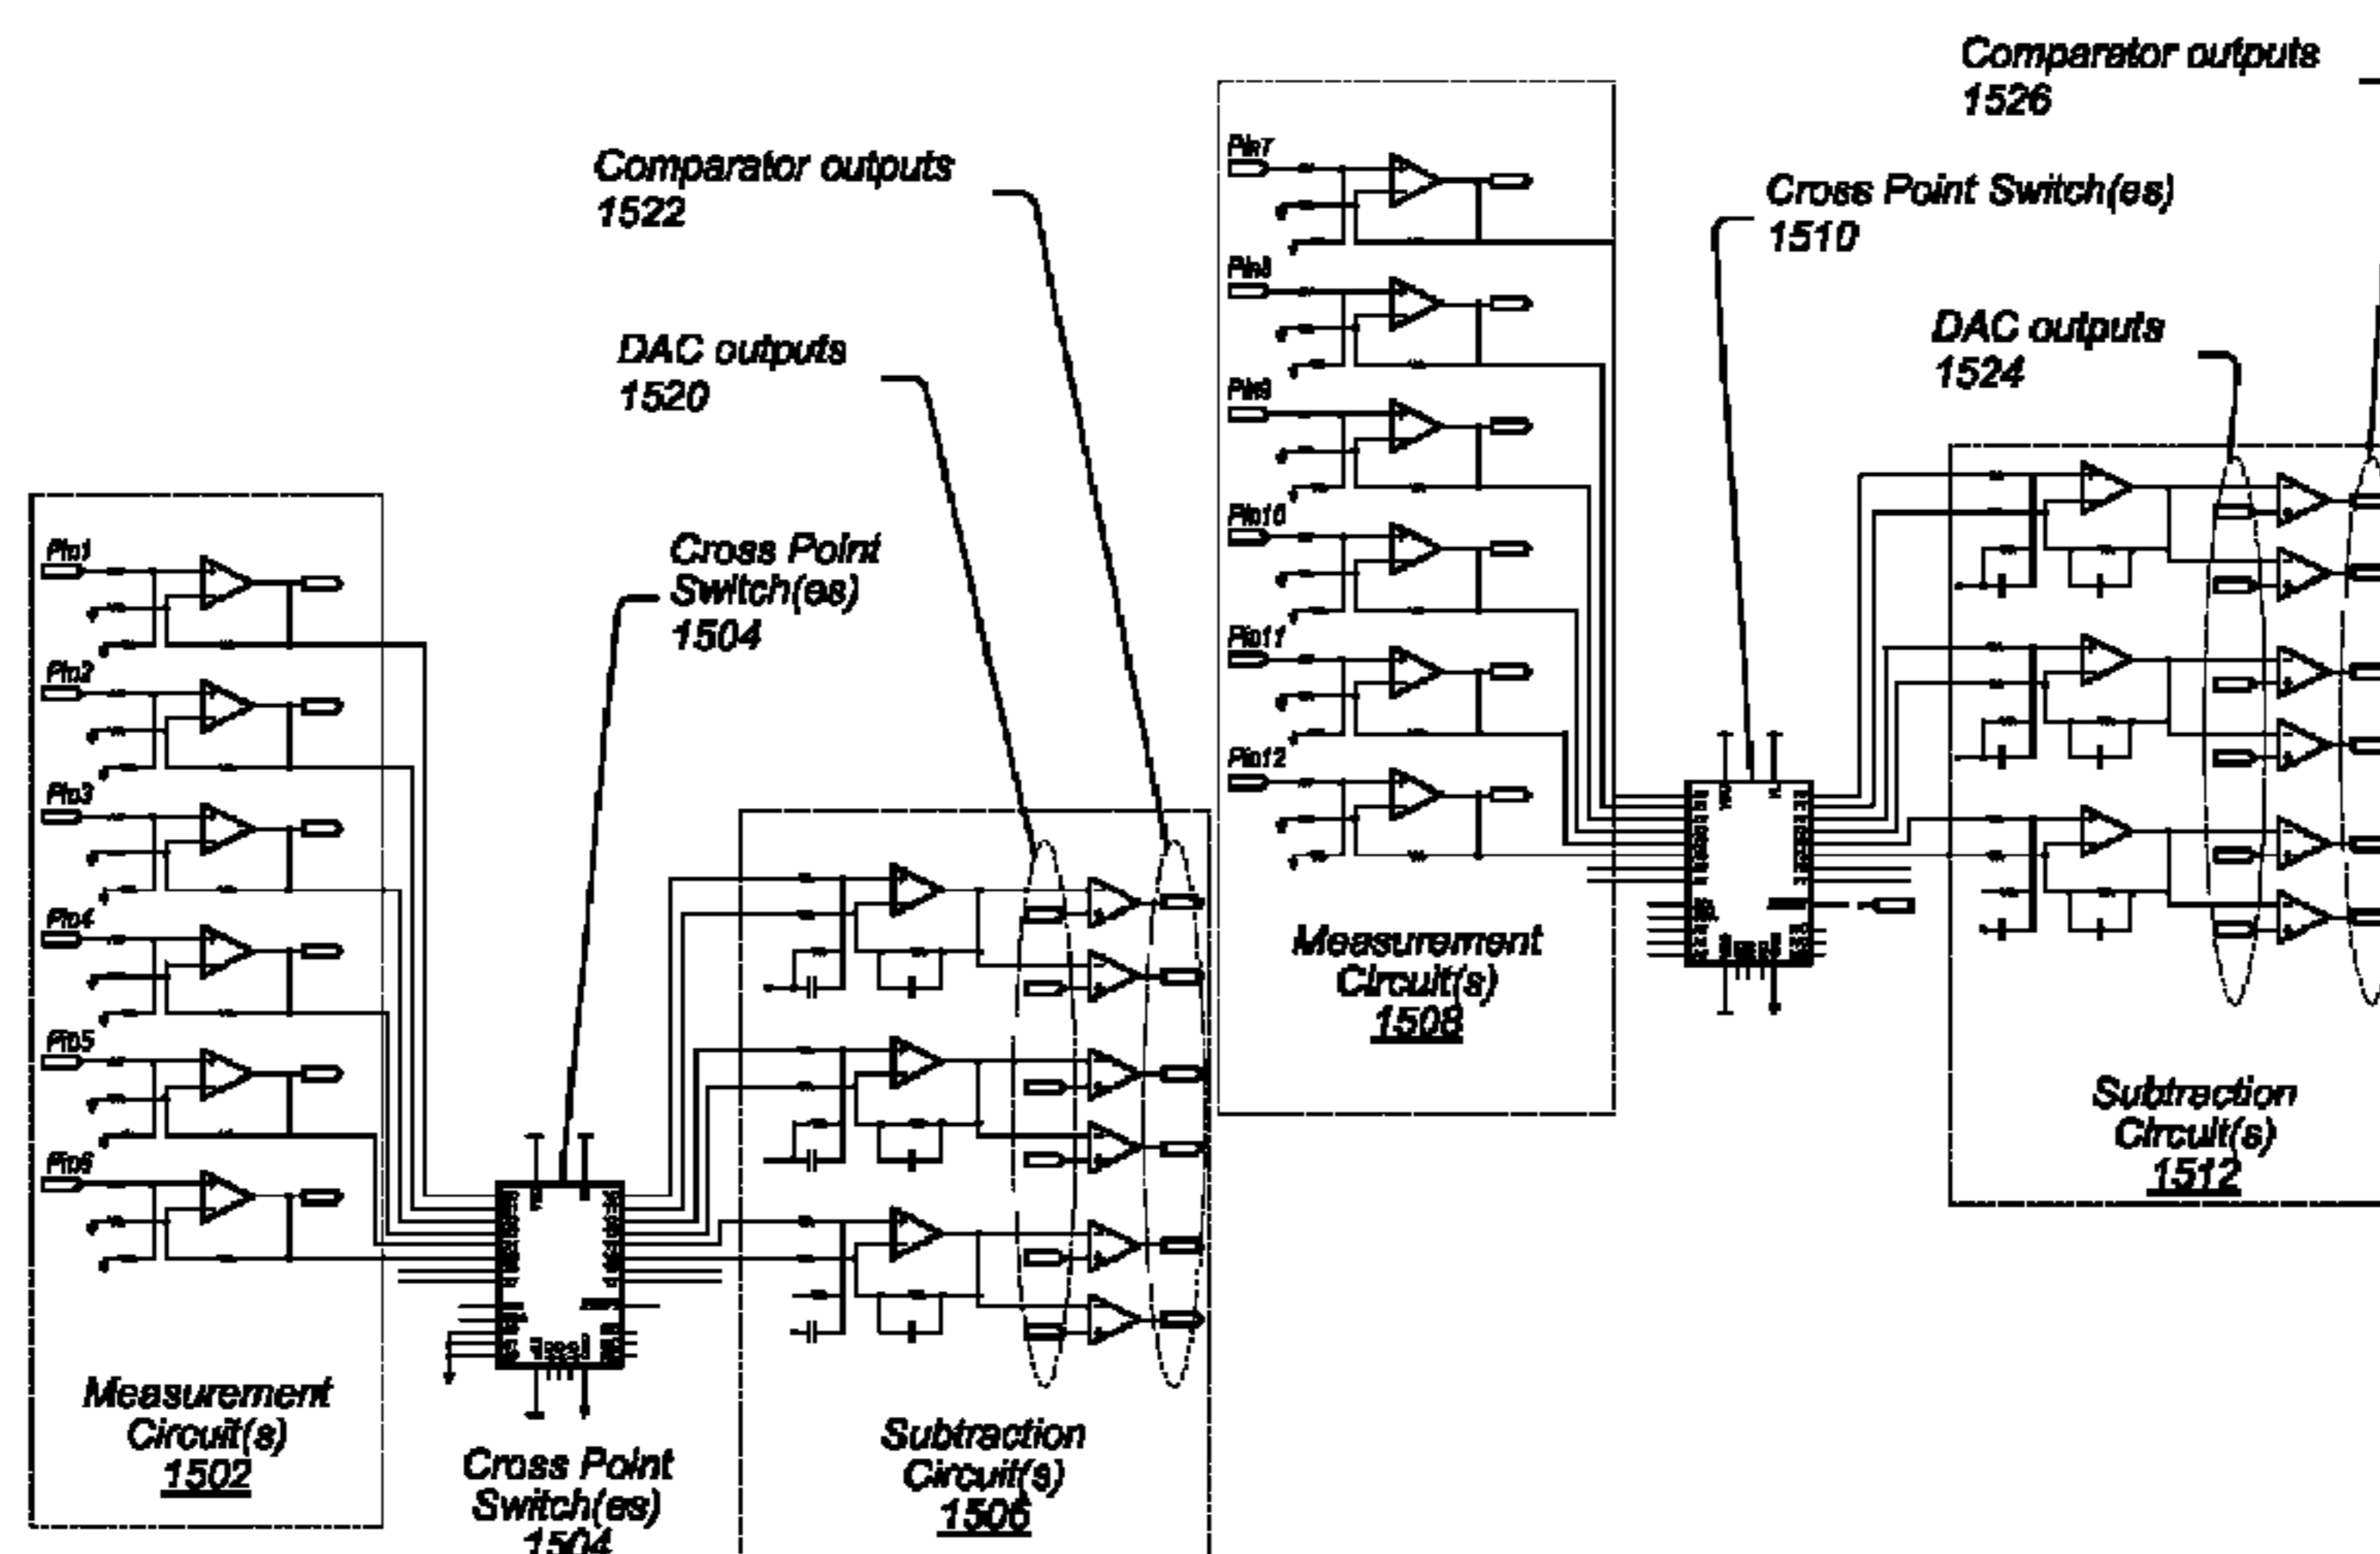 Comparator outputs
1526
Comparator outputs
1522
Cross Point Switch(es)
1510
DAC outputs
1520
DAC outputs
1524
Cross Point
Switch(es)
1504
Pin1
Pin2
Pin3
Pin4
Pin5
Pin6
Pin7
Pin8
Pin9
Pin10
Pin11
Pin12
Measurement
Circuit(s)
1508
Subtraction
Circuit(s)
1512
Measurement
Circuit(s)
1502
Cross Point
Switch(es)
1504
Subtraction
Circuit(s)
1506